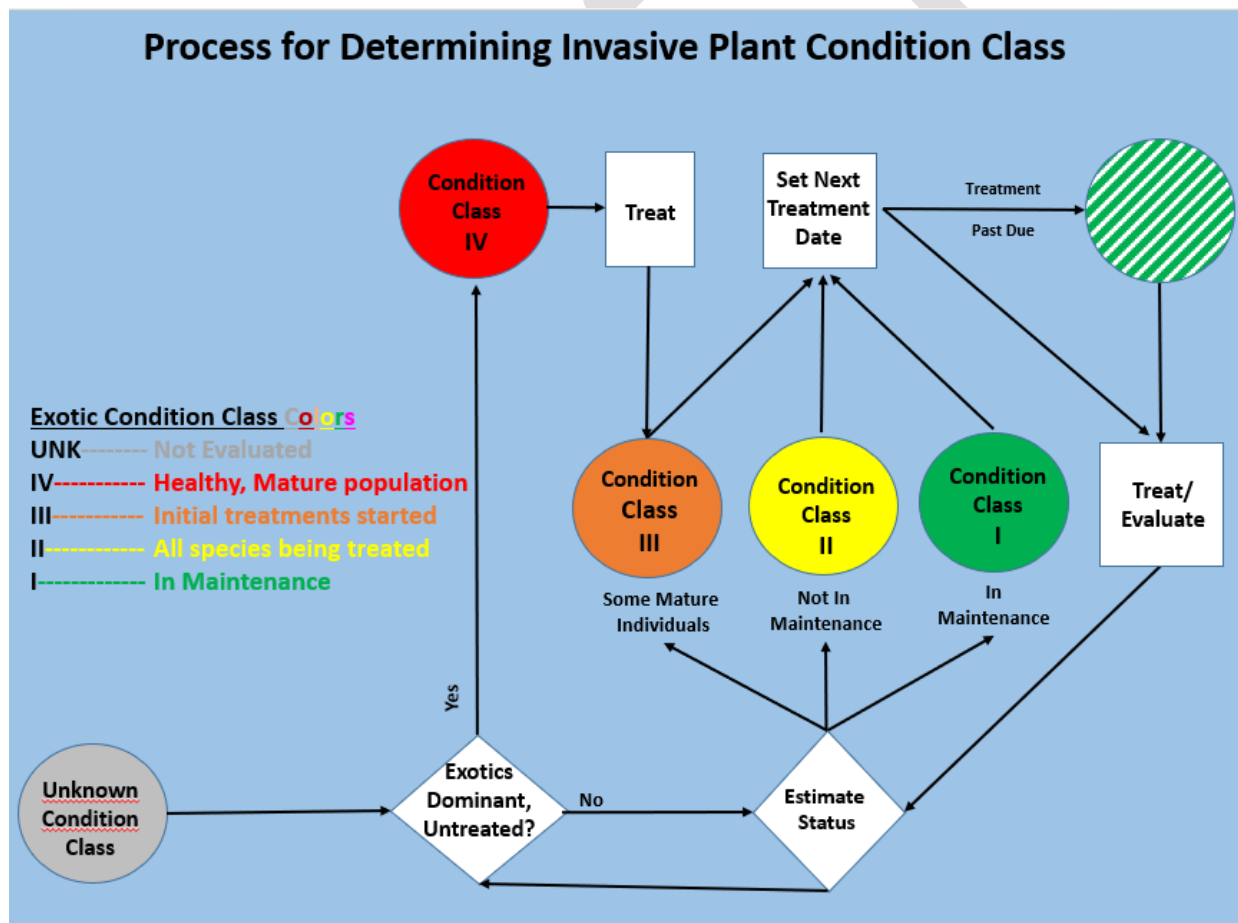 Process for Determining Invasive Plant Condition Class
Condition
Class
IV
Treat
Set Next
Treatment
Date
Treatment
Past Due
Exotic Condition Class Colors
UNK-------- Not Evaluated
IV----------- Healthy, Mature population
III----------- Initial treatments started
II------------ All species being treated
I------------- In Maintenance
Condition
Class
III
Condition
Class
II
Condition
Class
I
Treat/
Evaluate
Some Mature
Individuals
Not In
Maintenance
In
Maintenance
Yes
Unknown
Condition
Class
Exotics
Dominant,
Untreated?
No
Estimate
Status